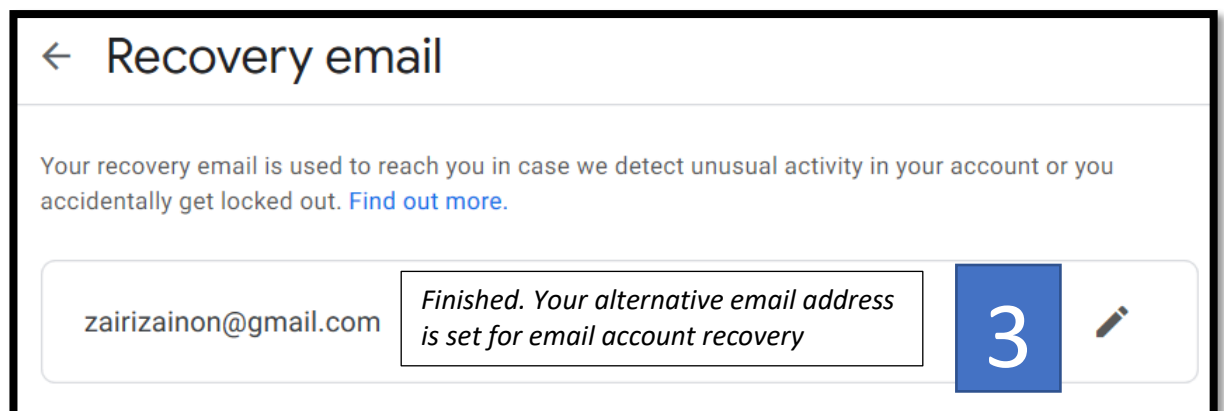 ← Recovery email
Your recovery email is used to reach you in case we detect unusual activity in your account or you
accidentally get locked out. Find out more.
zairizainon@gmail.com
Finished. Your alternative email address
is set for email account recovery
3